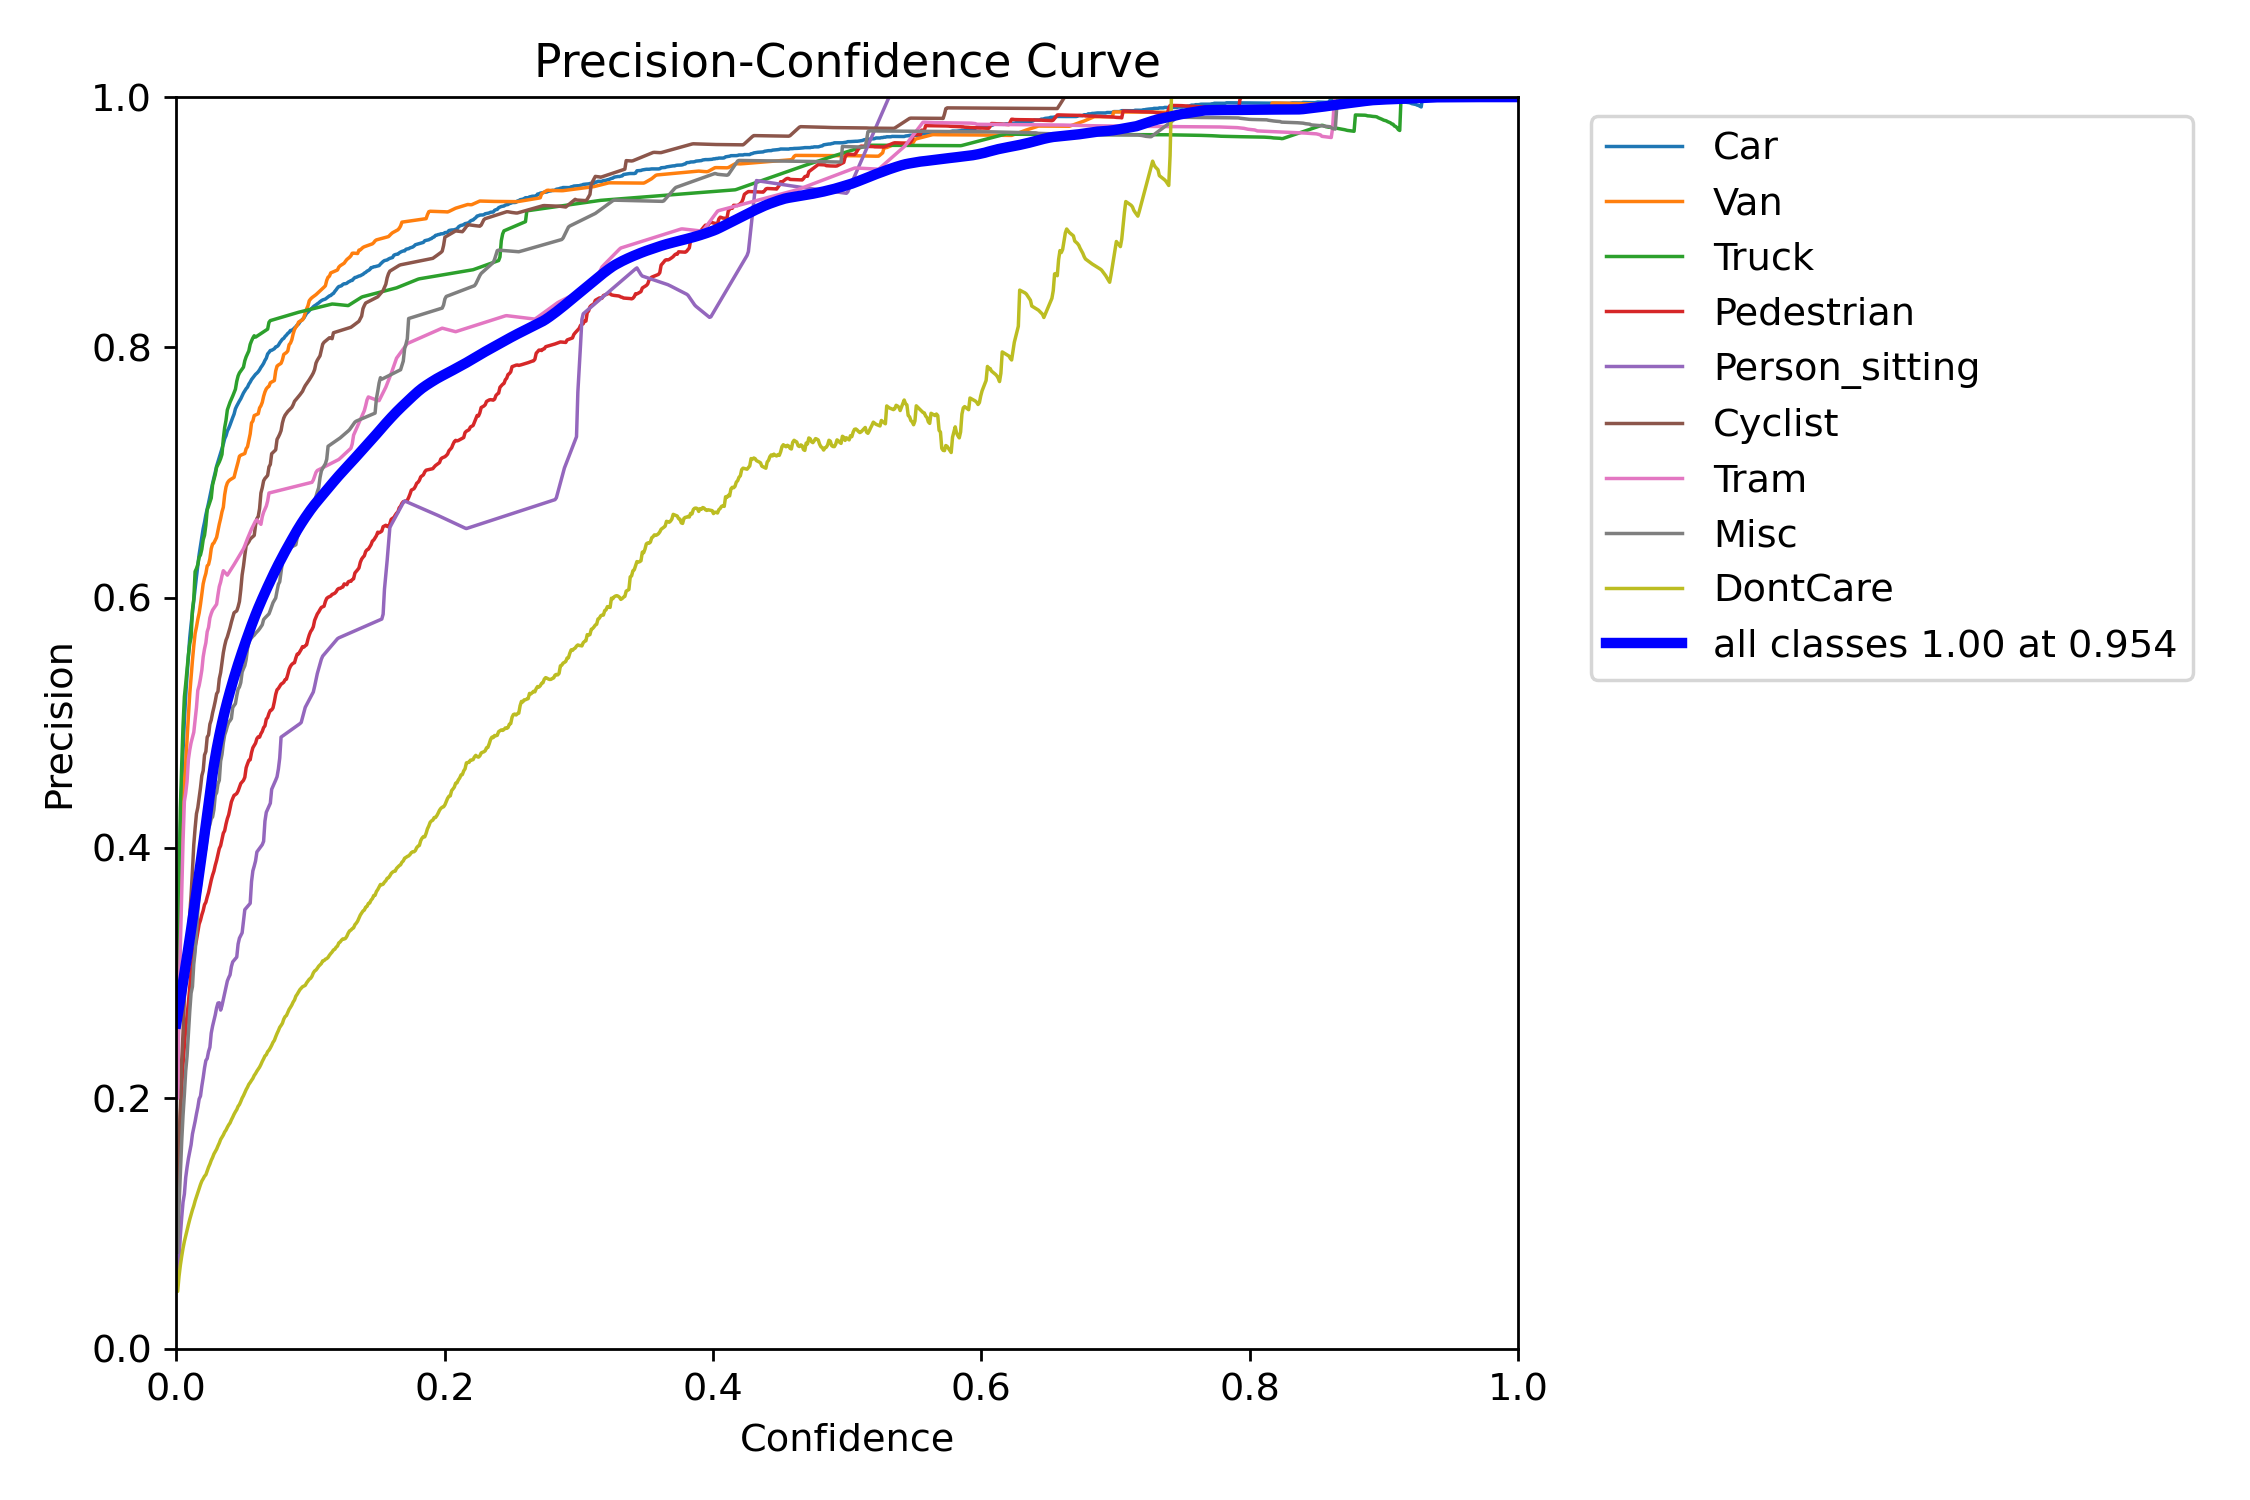 Precision-Confidence Curve
1.0
0.8
0.6
0.4
0.2
0.0
Precision
0.0 0.2 0.4 0.6 0.8 1.0
Confidence
Car
Van
Truck
Pedestrian
Person_sitting
Cyclist
Tram
Misc
DontCare
all classes 1.00 at 0.954